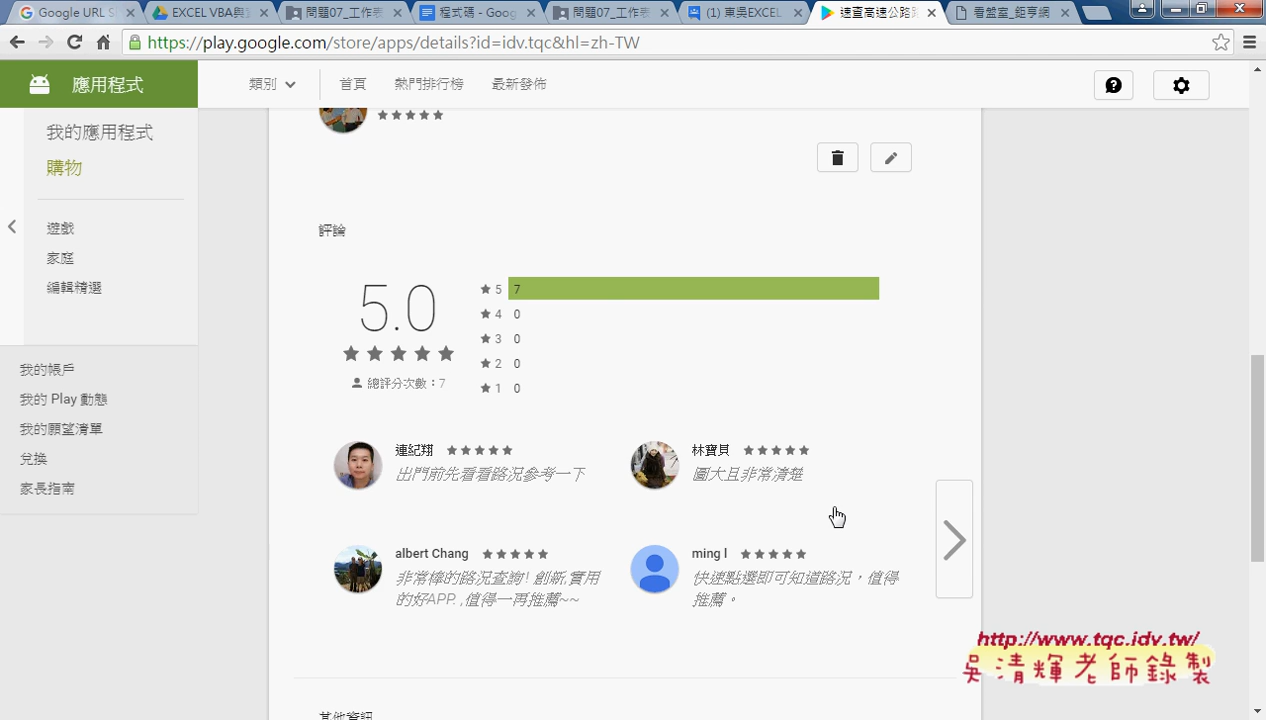 Google URL S
EXCEL VBA與
問題07_工作表
程式碼 - Goog
問題07_工作表
(1) 東吳EXCEL
速查高速公路
看盤室_鉅亨網
https://play.google.com/store/apps/details?id=idv.tqc&hl=zh-TW
應用程式
類別
首頁
熱門排行榜
最新發佈
我的應用程式
購物
遊戲
家庭
編輯精選
我的帳戶
我的 Play 動態
我的願望清單
兌換
家長指南
評論
5.0
總評分次數：7
5 7
4 0
3 0
2 0
1 0
連紀翔
出門前先看看路況參考一下
林寶貝
圖大且非常清楚
albert Chang
非常棒的路況查詢! 創新,實用
的好APP. ,值得一再推薦~~
ming l
快速點選即可知道路況，值得
推薦。
其他資訊
http://www.tqc.idv.tw/
吳清輝老師錄製